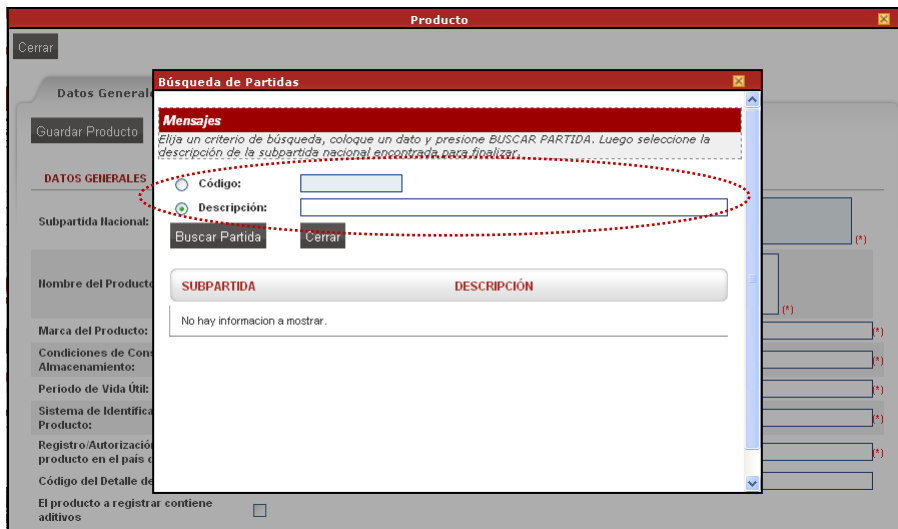 Producto
Cerrar
Datos Generale
Guardar Producto
DATOS GENERALES
Subpartida Nacional:
(*)
Nombre del Producto
(*)
Marca del Producto:
(*)
Condiciones de Cons
Almacenamiento:
(*)
Periodo de Vida Útil:
(*)
Sistema de Identifica
Producto:
(*)
Registro/Autorización
producto en el país d
(*)
Código del Detalle de
El producto a registrar contiene
aditivos
Búsqueda de Partidas
Mensajes
Elija un criterio de búsqueda, coloque un dato y presione BUSCAR PARTIDA. Luego seleccione la
descripción de la subpartida nacional encontrada para finalizar.
Código:
Descripción:
Buscar Partida Cerrar
SUBPARTIDA DESCRIPCIÓN
No hay informacion a mostrar.